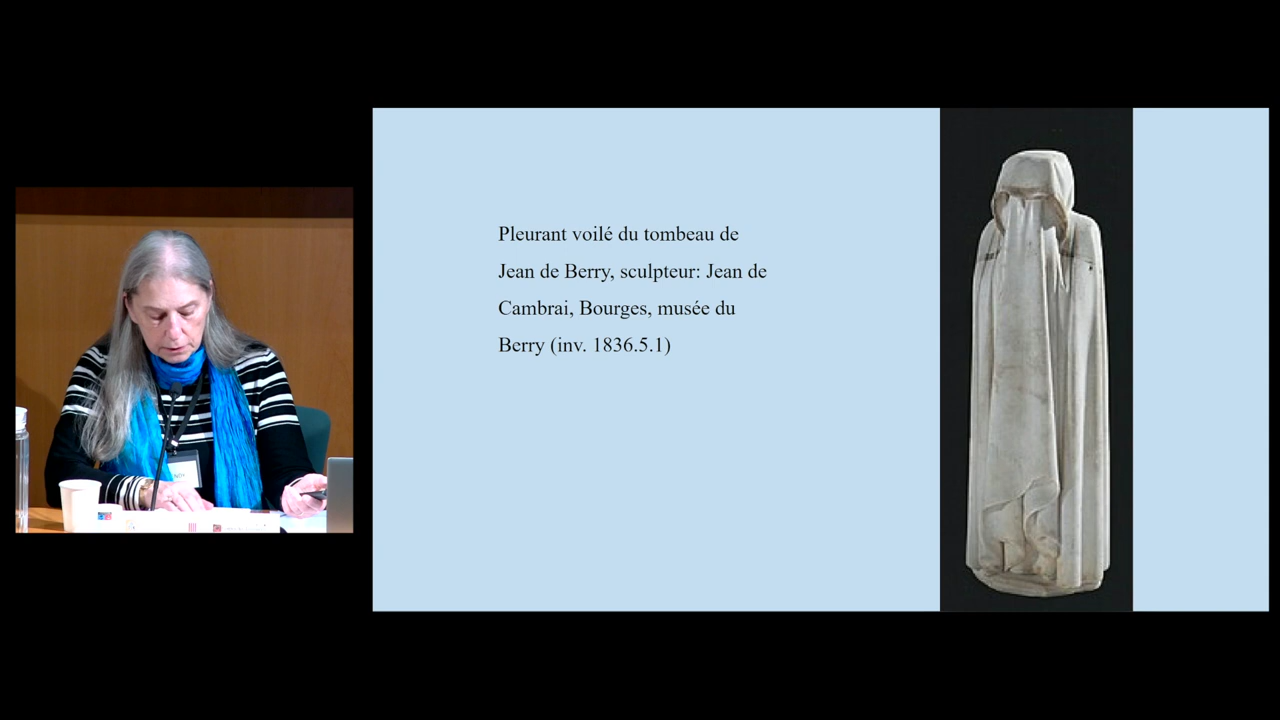 Pleurant voilé du tombeau de
Jean de Berry, sculpteur: Jean de
Cambrai, Bourges, musée du
Berry (inv. 1836.5.1)